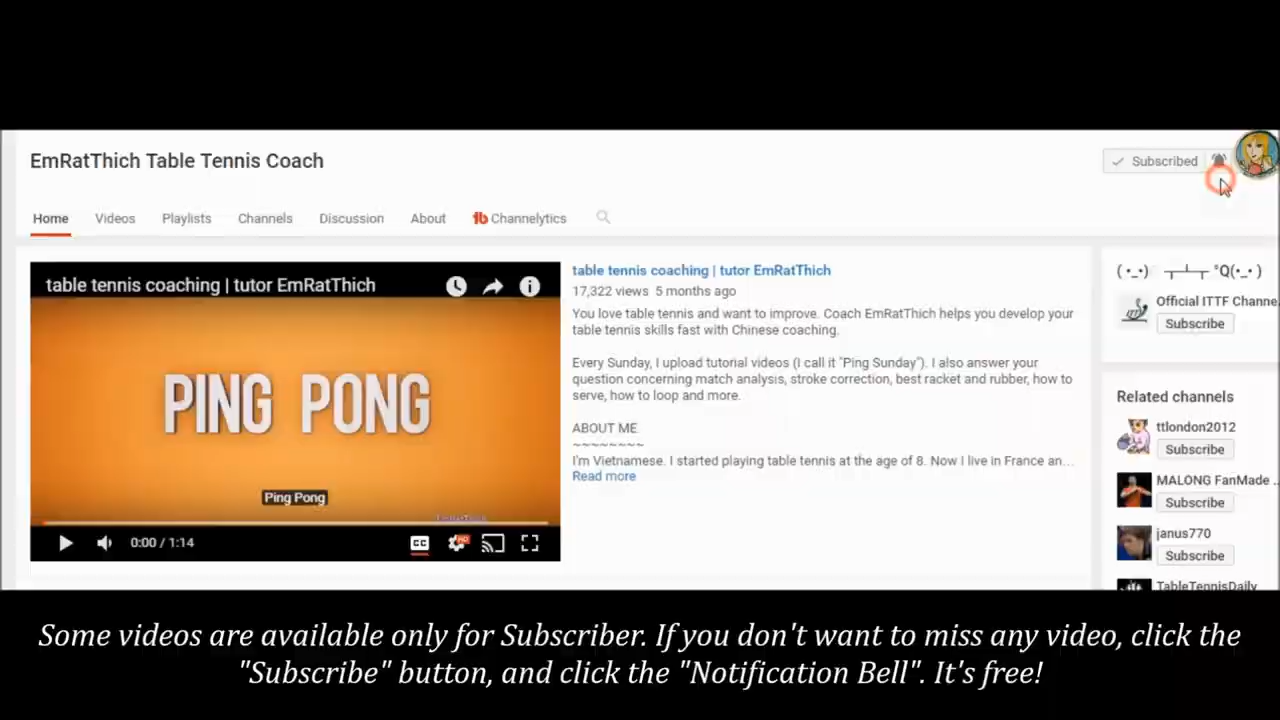 EmRatThich Table Tennis Coach
Subscribed
Home Videos Playlists Channels Discussion About Channelytics
table tennis coaching | tutor EmRatThich
PING PONG
Ping Pong
0:00 / 1:14
CC
HD
table tennis coaching | tutor EmRatThich
17,322 views 5 months ago
You love table tennis and want to improve. Coach EmRatThich helps you develop your
table tennis skills fast with Chinese coaching.
Every Sunday, I upload tutorial videos (I call it "Ping Sunday"). I also answer your
question concerning match analysis, stroke correction, best racket and rubber, how to
serve, how to loop and more.
ABOUT ME
~~~~~~~~
I'm Vietnamese. I started playing table tennis at the age of 8. Now I live in France an...
Read more
( •_•) ┬┴┬ °Q(•_• )
Official ITTF Channe
Subscribe
Related channels
ttlondon2012
Subscribe
MALONG FanMade ..
Subscribe
janus770
Subscribe
TableTennisDaily
Some videos are available only for Subscriber. If you don't want to miss any video, click the
"Subscribe" button, and click the "Notification Bell". It's free!